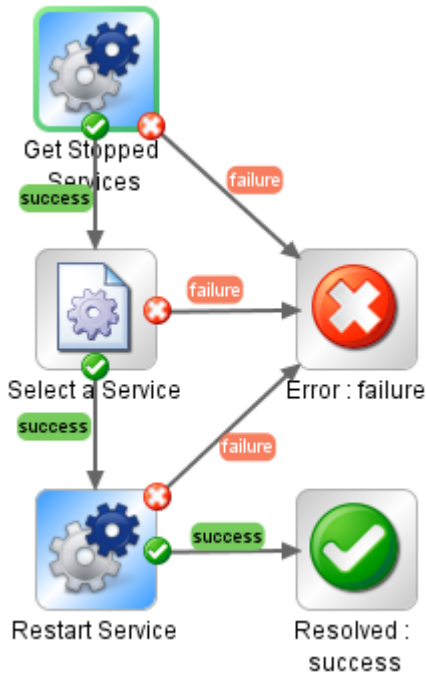 Get Stopped
Services
success
failure
failure
Select a Service
Error : failure
success
failure
success
Restart Service
Resolved :
success